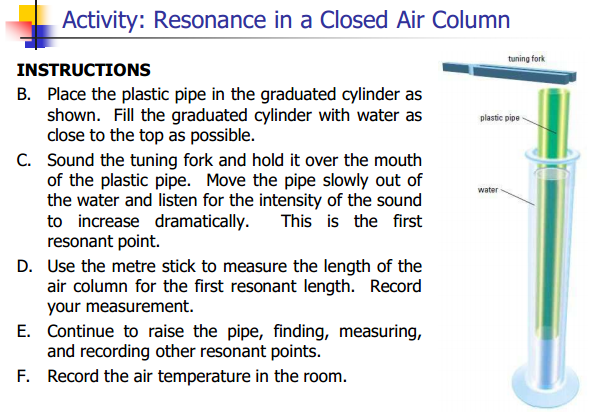 Activity: Resonance in a Closed Air Column
INSTRUCTIONS
B. Place the plastic pipe in the graduated cylinder as
shown. Fill the graduated cylinder with water as
close to the top as possible.
C. Sound the tuning fork and hold it over the mouth
of the plastic pipe. Move the pipe slowly out of
the water and listen for the intensity of the sound
to increase dramatically. This is the first
resonant point.
D. Use the metre stick to measure the length of the
air column for the first resonant length. Record
your measurement.
E. Continue to raise the pipe, finding, measuring,
and recording other resonant points.
F. Record the air temperature in the room.
tuning fork
plastic pipe
water